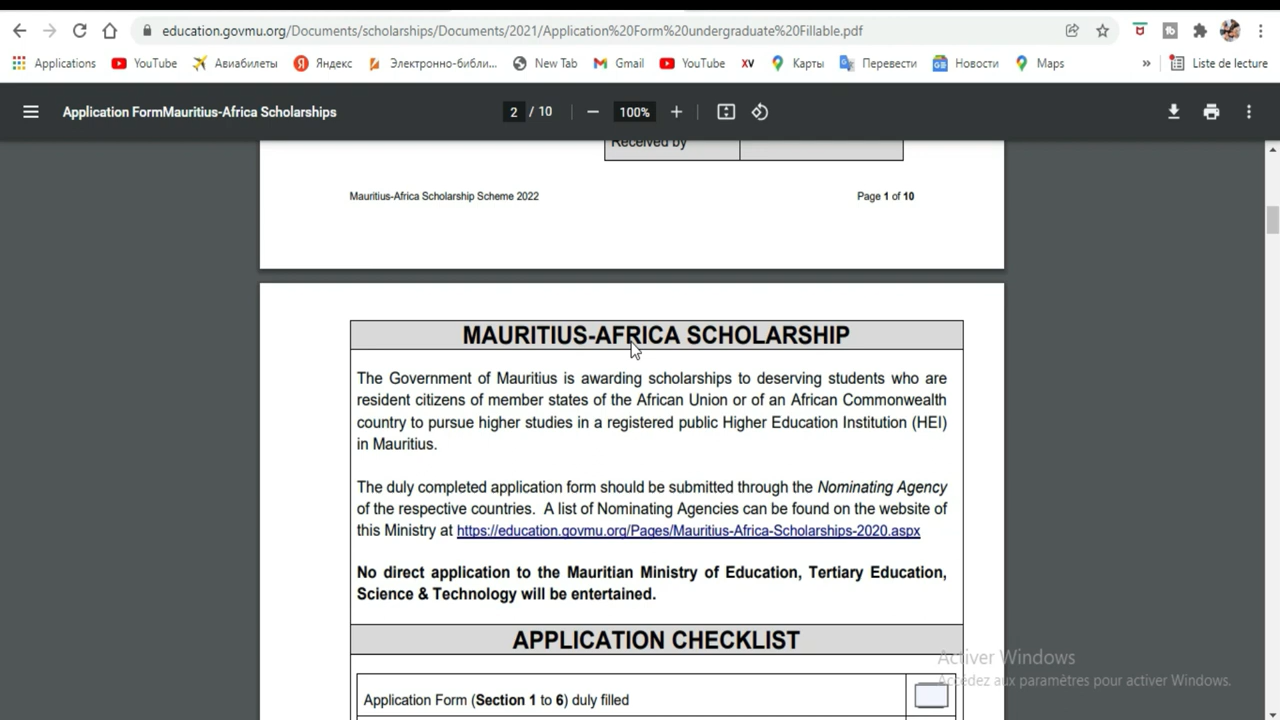 education.govmu.org/Documents/scholarships/Documents/2021/Application%20Form%20undergraduate%20Fillable.pdf
Applications YouTube Авиабилеты Яндекс Электронно-библи... New Tab Gmail YouTube XV Карты Перевести Новости Maps » Liste de lecture
Application FormMauritius-Africa Scholarships 2 / 10 100%
Received by
Mauritius-Africa Scholarship Scheme 2022 Page 1 of 10
MAURITIUS-AFRICA SCHOLARSHIP
The Government of Mauritius is awarding scholarships to deserving students who are
resident citizens of member states of the African Union or of an African Commonwealth
country to pursue higher studies in a registered public Higher Education Institution (HEI)
in Mauritius.
The duly completed application form should be submitted through the Nominating Agency
of the respective countries. A list of Nominating Agencies can be found on the website of
this Ministry at https://education.govmu.org/Pages/Mauritius-Africa-Scholarships-2020.aspx
No direct application to the Mauritian Ministry of Education, Tertiary Education,
Science & Technology will be entertained.
APPLICATION CHECKLIST
Activer Windows
Accédez aux paramètres pour activer Windows.
Application Form (Section 1 to 6) duly filled